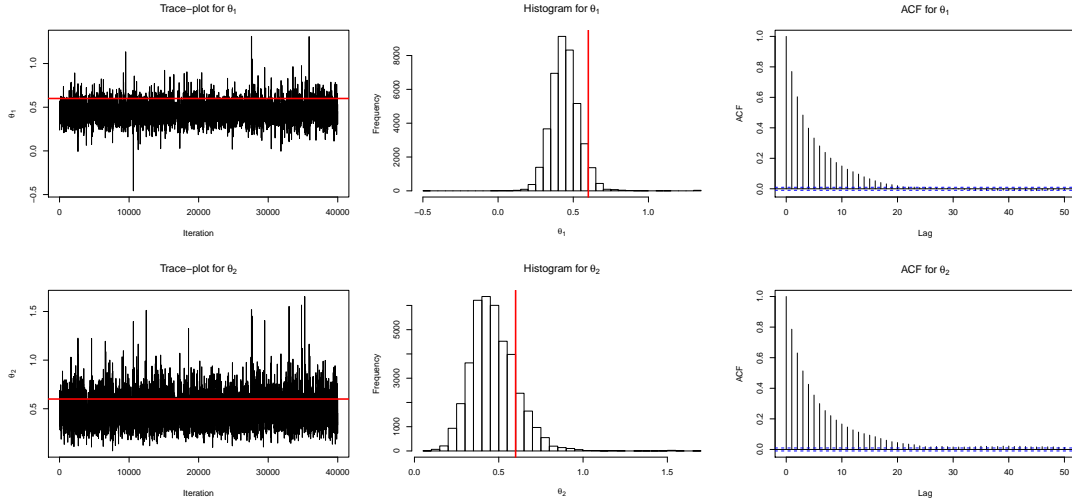 Trace−plot for θ1
Histogram for θ1
ACF for θ1
θ1
−0.5 0.0 0.5 1.0
0 10000 20000 30000 40000
Iteration
Frequency
0 2000 4000 6000 8000
−0.5 0.0 0.5 1.0
θ1
ACF
0.0 0.2 0.4 0.6 0.8 1.0
0 10 20 30 40 50
Lag
Trace−plot for θ2
Histogram for θ2
ACF for θ2
θ2
0.5 1.0 1.5
0 10000 20000 30000 40000
Iteration
Frequency
0 1000 3000 5000
0.0 0.5 1.0 1.5
θ2
ACF
0.0 0.2 0.4 0.6 0.8 1.0
0 10 20 30 40 50
Lag